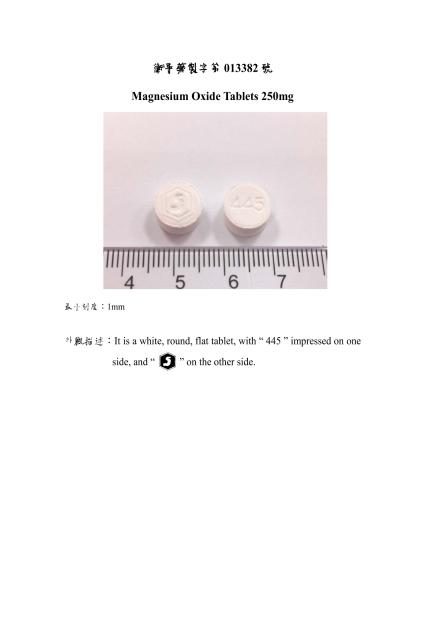 衛署藥製字第 013382 號
Magnesium Oxide Tablets 250mg
445
4 5 6 7
最小刻度：1mm
外觀描述：It is a white, round, flat tablet, with “ 445 ” impressed on one
side, and “ ” on the other side.